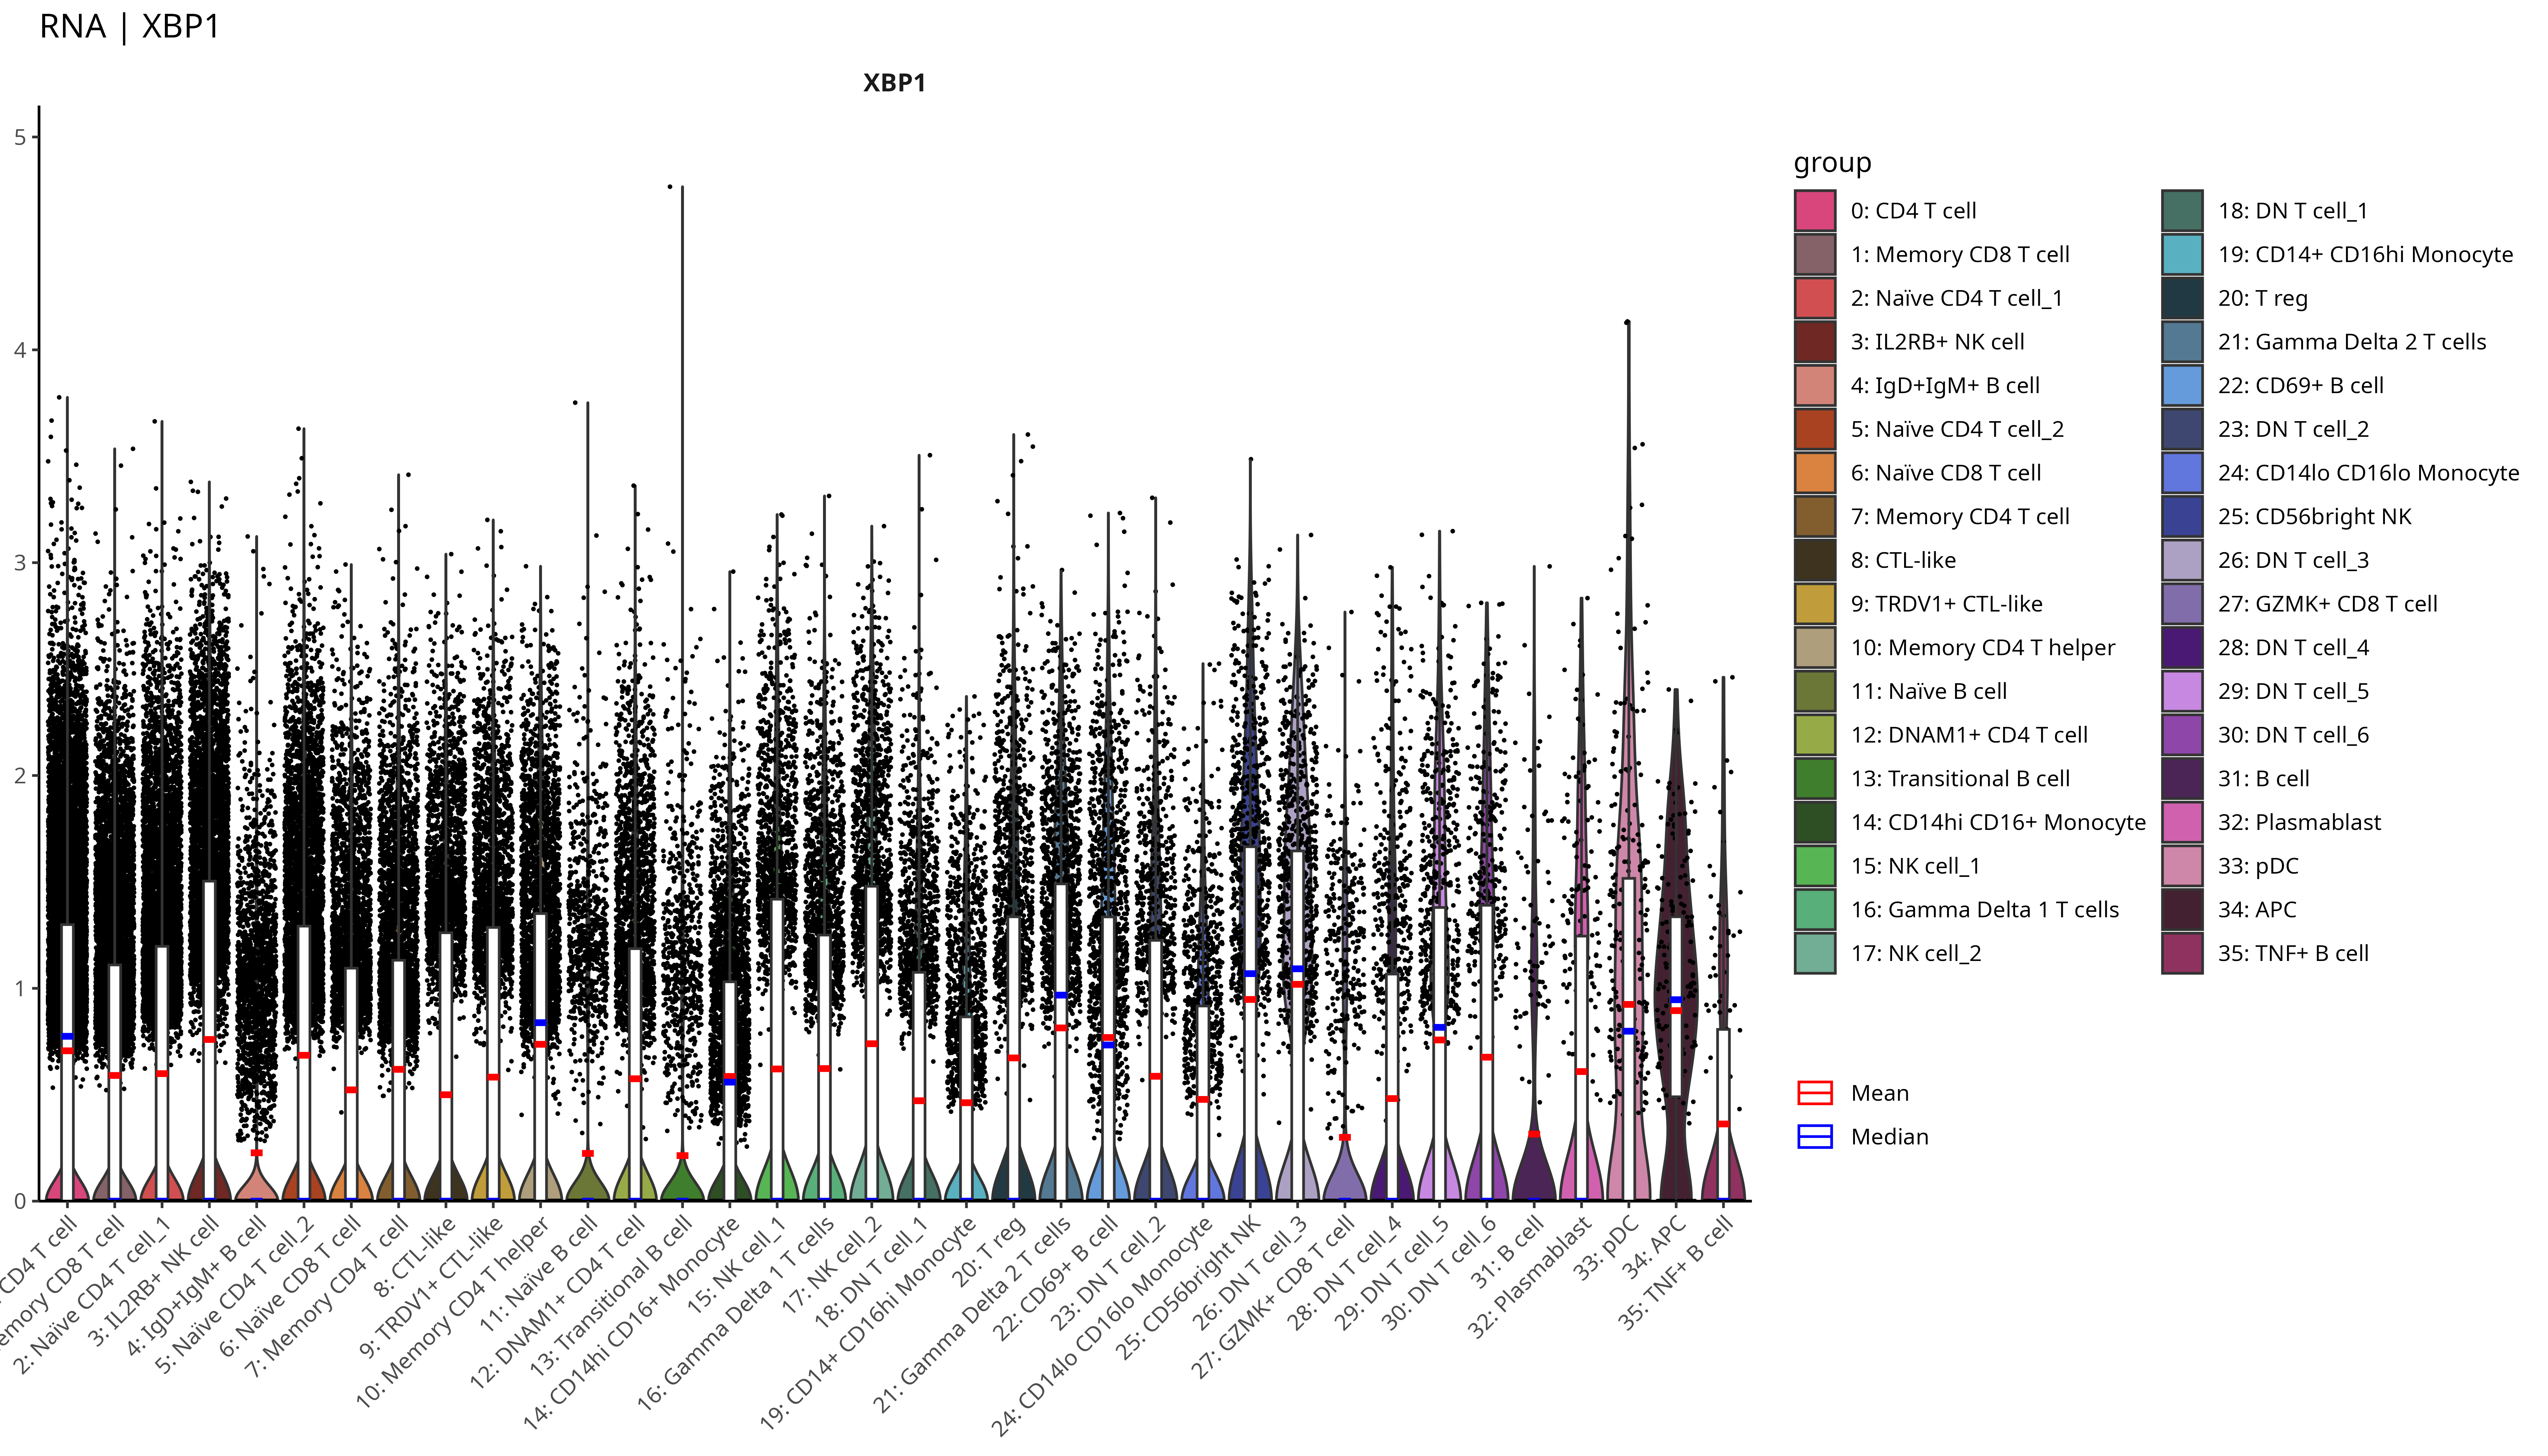 RNA | XBP1
XBP1
5
4
3
2
1
0
CD4 T cell
emory CD8 T cell
2: Naïve CD4 T cell_1
3: IL2RB+ NK cell
4: IgD+IgM+ B cell
5: Naïve CD4 T cell_2
6: Naïve CD8 T cell
7: Memory CD4 T cell
8: CTL-like
9: TRDV1+ CTL-like
10: Memory CD4 T helper
11: Naïve B cell
12: DNAM1+ CD4 T cell
13: Transitional B cell
14: CD14hi CD16+ Monocyte
15: NK cell_1
16: Gamma Delta 1 T cells
17: NK cell_2
18: DN T cell_1
19: CD14+ CD16hi Monocyte
20: T reg
21: Gamma Delta 2 T cells
22: CD69+ B cell
23: DN T cell_2
24: CD14lo CD16lo Monocyte
25: CD56bright NK
26: DN T cell_3
27: GZMK+ CD8 T cell
28: DN T cell_4
29: DN T cell_5
30: DN T cell_6
31: B cell
32: Plasmablast
33: pDC
34: APC
35: TNF+ B cell
group
0: CD4 T cell
1: Memory CD8 T cell
2: Naïve CD4 T cell_1
3: IL2RB+ NK cell
4: IgD+IgM+ B cell
5: Naïve CD4 T cell_2
6: Naïve CD8 T cell
7: Memory CD4 T cell
8: CTL-like
9: TRDV1+ CTL-like
10: Memory CD4 T helper
11: Naïve B cell
12: DNAM1+ CD4 T cell
13: Transitional B cell
14: CD14hi CD16+ Monocyte
15: NK cell_1
16: Gamma Delta 1 T cells
17: NK cell_2
18: DN T cell_1
19: CD14+ CD16hi Monocyte
20: T reg
21: Gamma Delta 2 T cells
22: CD69+ B cell
23: DN T cell_2
24: CD14lo CD16lo Monocyte
25: CD56bright NK
26: DN T cell_3
27: GZMK+ CD8 T cell
28: DN T cell_4
29: DN T cell_5
30: DN T cell_6
31: B cell
32: Plasmablast
33: pDC
34: APC
35: TNF+ B cell
Mean
Median